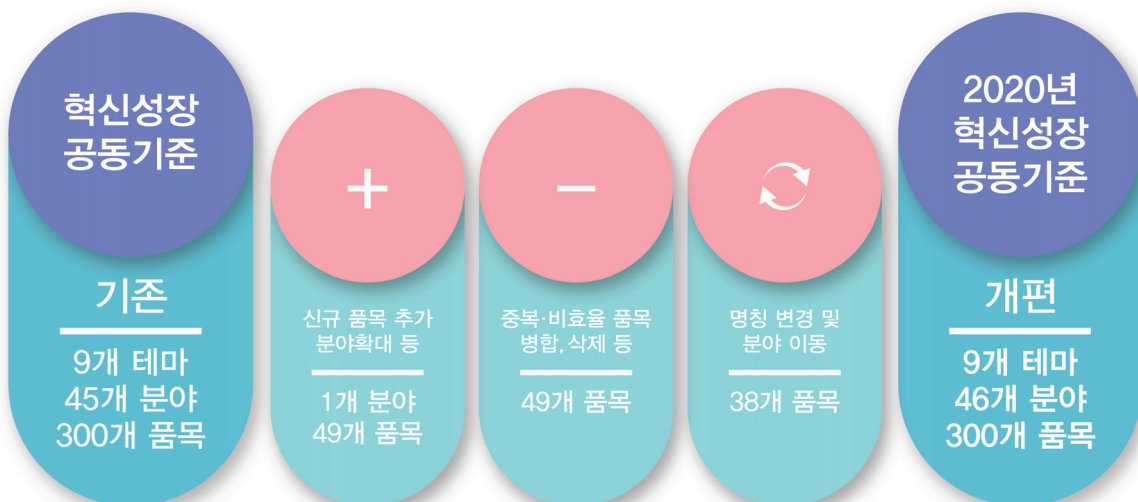 혁신성장
공동기준
기존
9개 테마
45개 분야
300개 품목
+
신규 품목 추가
분야확대 등
1개 분야
49개 품목
−
중복·비효율 품목
병합, 삭제 등
49개 품목
명칭 변경 및
분야 이동
38개 품목
2020년
혁신성장
공동기준
개편
9개 테마
46개 분야
300개 품목